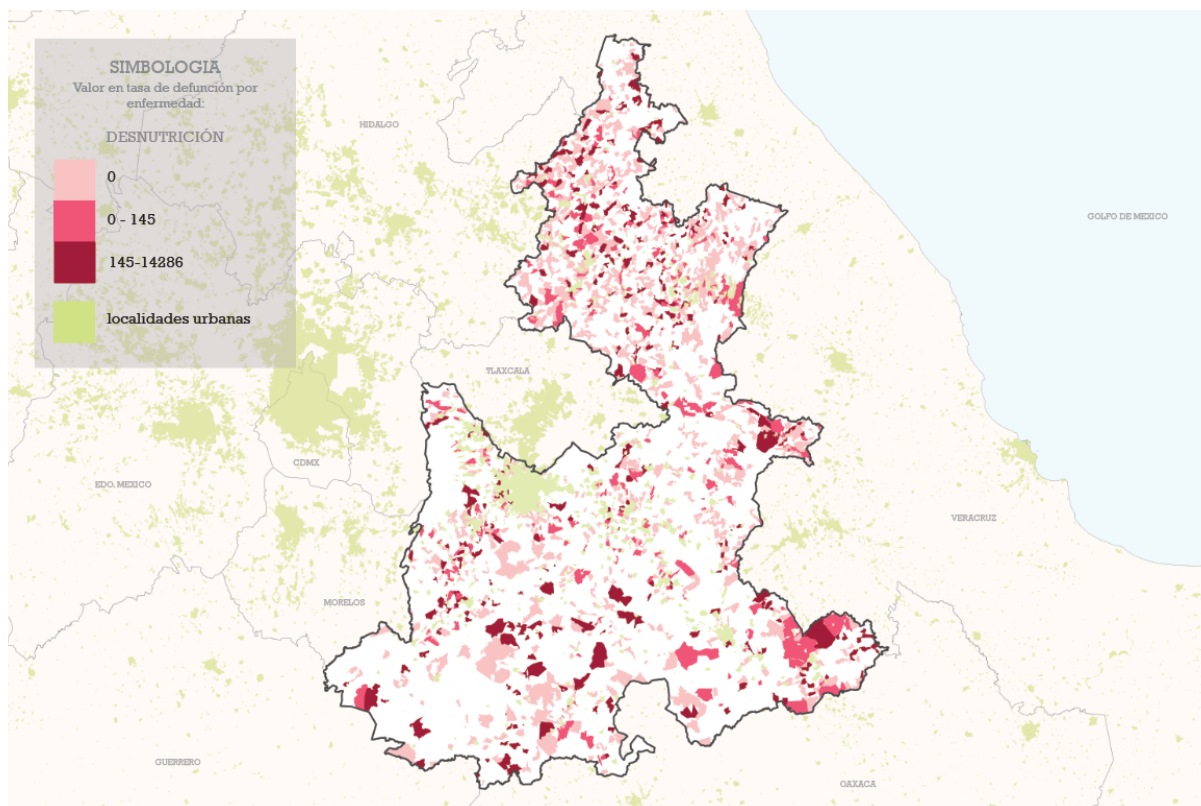 SIMBOLOGIA
Valor en tasa de defunción por
enfermedad:
DESNUTRICIÓN
0
0 - 145
145-14286
localidades urbanas
HIDALGO
GOLFO DE MEXICO
TLAXCALA
CDMX
EDO. MEXICO
VERACRUZ
MORELOS
GUERRERO
OAXACA